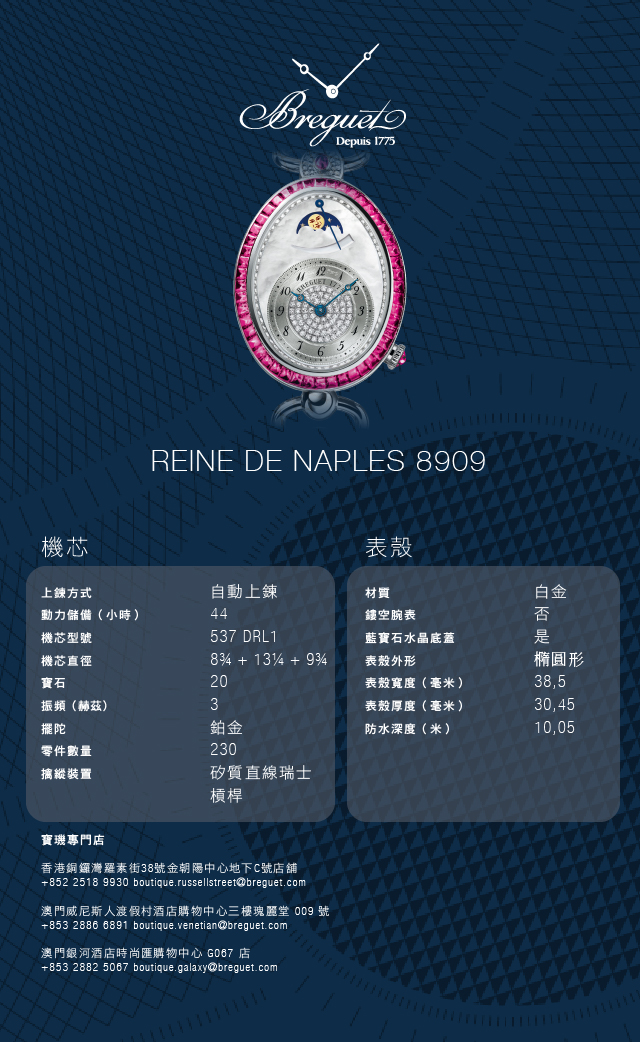 Breguet
Depuis 1775
REINE DE NAPLES 8909
機芯
上鍊方式 自動上鍊
動力儲備（小時） 44
機芯型號 537 DRL1
機芯直徑 8¾ + 13¼ + 9¾
寶石 20
振頻（赫茲） 3
擺陀 鉑金
零件數量 230
擒縱裝置 矽質直線瑞士
槓桿
表殼
材質 白金
鏤空腕表 否
藍寶石水晶底蓋 是
表殼外形 橢圓形
表殼寬度（毫米） 38,5
表殼厚度（毫米） 30,45
防水深度（米） 10,05
寶璣專門店
香港銅鑼灣羅素街38號金朝陽中心地下C號店舖
+852 2518 9930 boutique.russellstreet@breguet.com
澳門威尼斯人渡假村酒店購物中心三樓瑰麗堂 009 號
+853 2886 6891 boutique.venetian@breguet.com
澳門銀河酒店時尚匯購物中心 G067 店
+853 2882 5067 boutique.galaxy@breguet.com